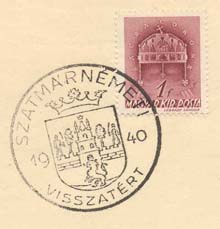 1f
MAGYAR KIR. POSTA
SZATMÁRNÉMETI
19 40
VISSZATÉRT